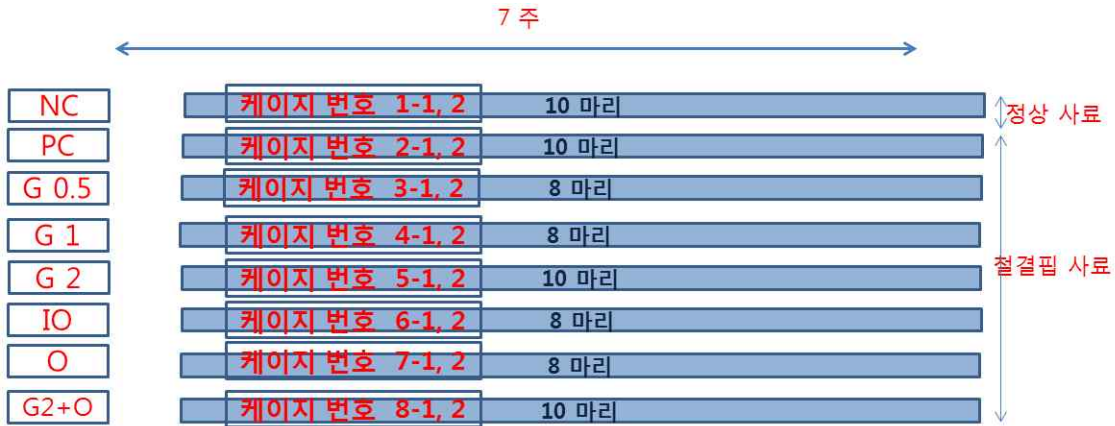 7 주
NC 케이지 번호 1-1, 2 10 마리 정상 사료
PC 케이지 번호 2-1, 2 10 마리
G 0.5 케이지 번호 3-1, 2 8 마리
G 1 케이지 번호 4-1, 2 8 마리
G 2 케이지 번호 5-1, 2 10 마리 철결핍 사료
IO 케이지 번호 6-1, 2 8 마리
O 케이지 번호 7-1, 2 8 마리
G2+O 케이지 번호 8-1, 2 10 마리